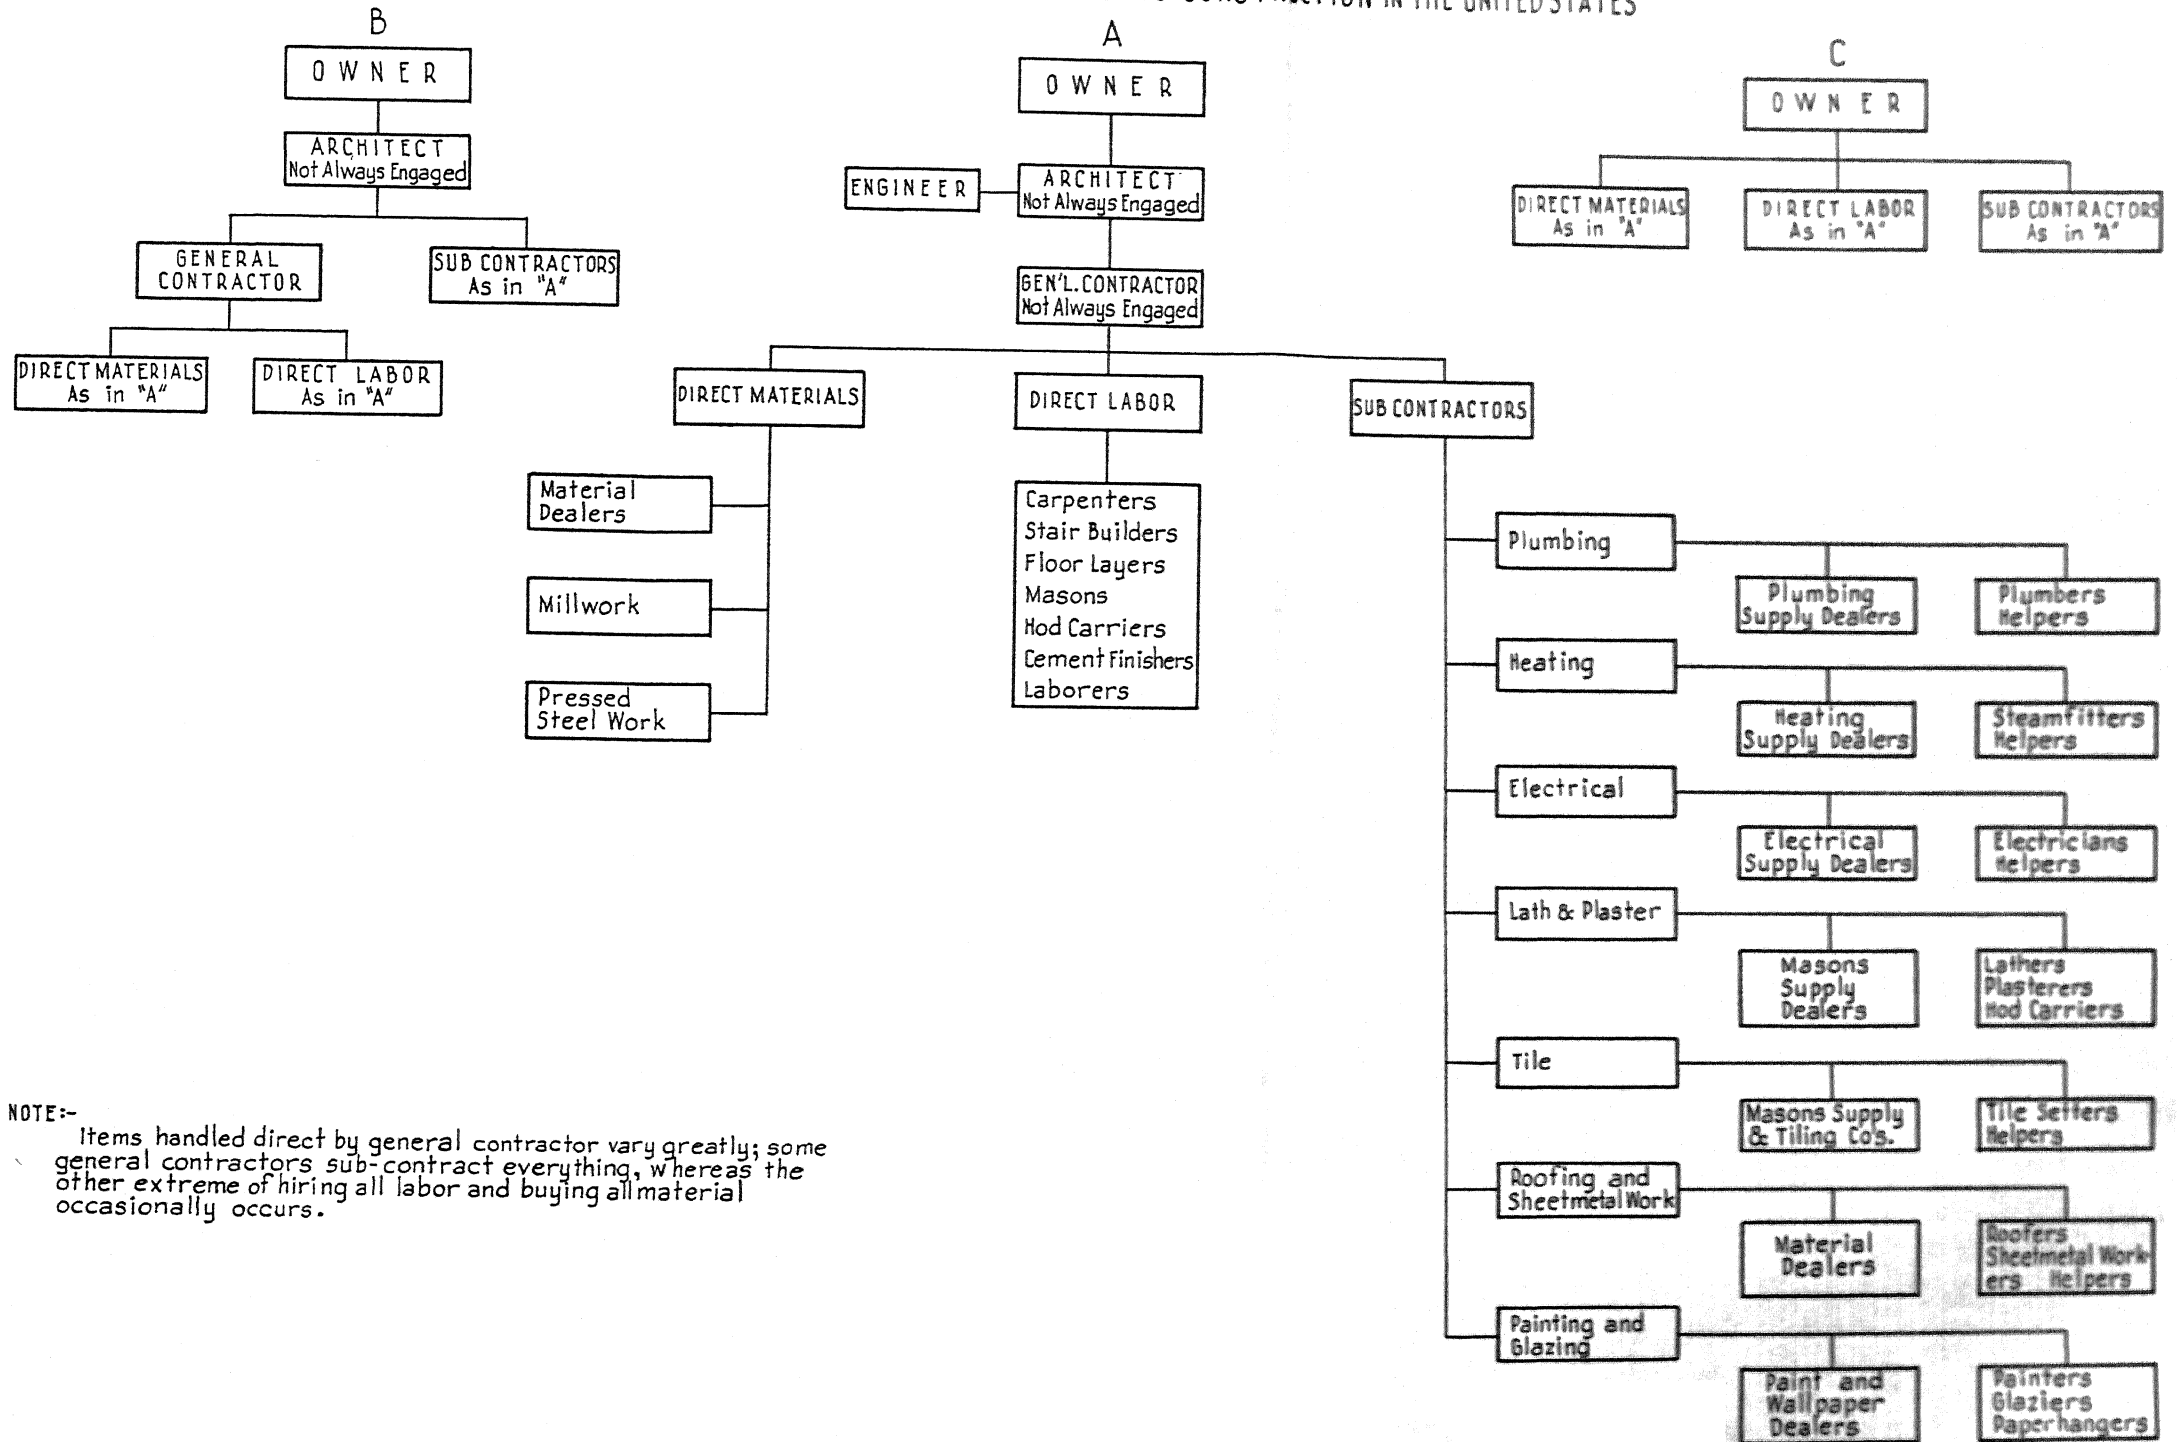 CONSTRUCTION IN THE UNITED STATES
B
OWNER
ARCHITECT
Not Always Engaged
GENERAL
CONTRACTOR
SUB CONTRACTORS
As in "A"
DIRECT MATERIALS
As in "A"
DIRECT LABOR
As in "A"
A
OWNER
ENGINEER
ARCHITECT
Not Always Engaged
GEN'L. CONTRACTOR
Not Always Engaged
DIRECT MATERIALS
DIRECT LABOR
SUB CONTRACTORS
Material
Dealers
Millwork
Pressed
Steel Work
Carpenters
Stair Builders
Floor Layers
Masons
Hod Carriers
Cement Finishers
Laborers
Plumbing
Plumbing
Supply Dealers
Plumbers
Helpers
Heating
Heating
Supply Dealers
Steamfitters
Helpers
Electrical
Electrical
Supply Dealers
Electricians
Helpers
Lath & Plaster
Masons
Supply
Dealers
Lathers
Plasterers
Hod Carriers
Tile
Masons Supply
& Tiling Co's.
Tile Setters
Helpers
Roofing and
Sheetmetal Work
Material
Dealers
Roofers
Sheetmetal Work-
ers Helpers
Painting and
Glazing
Paint and
Wallpaper
Dealers
Painters
Glaziers
Paperhangers
C
OWNER
DIRECT MATERIALS
As in "A"
DIRECT LABOR
As in "A"
SUB CONTRACTORS
As in "A"
NOTE:-
Items handled direct by general contractor vary greatly; some
general contractors sub-contract everything, whereas the
other extreme of hiring all labor and buying all material
occasionally occurs.